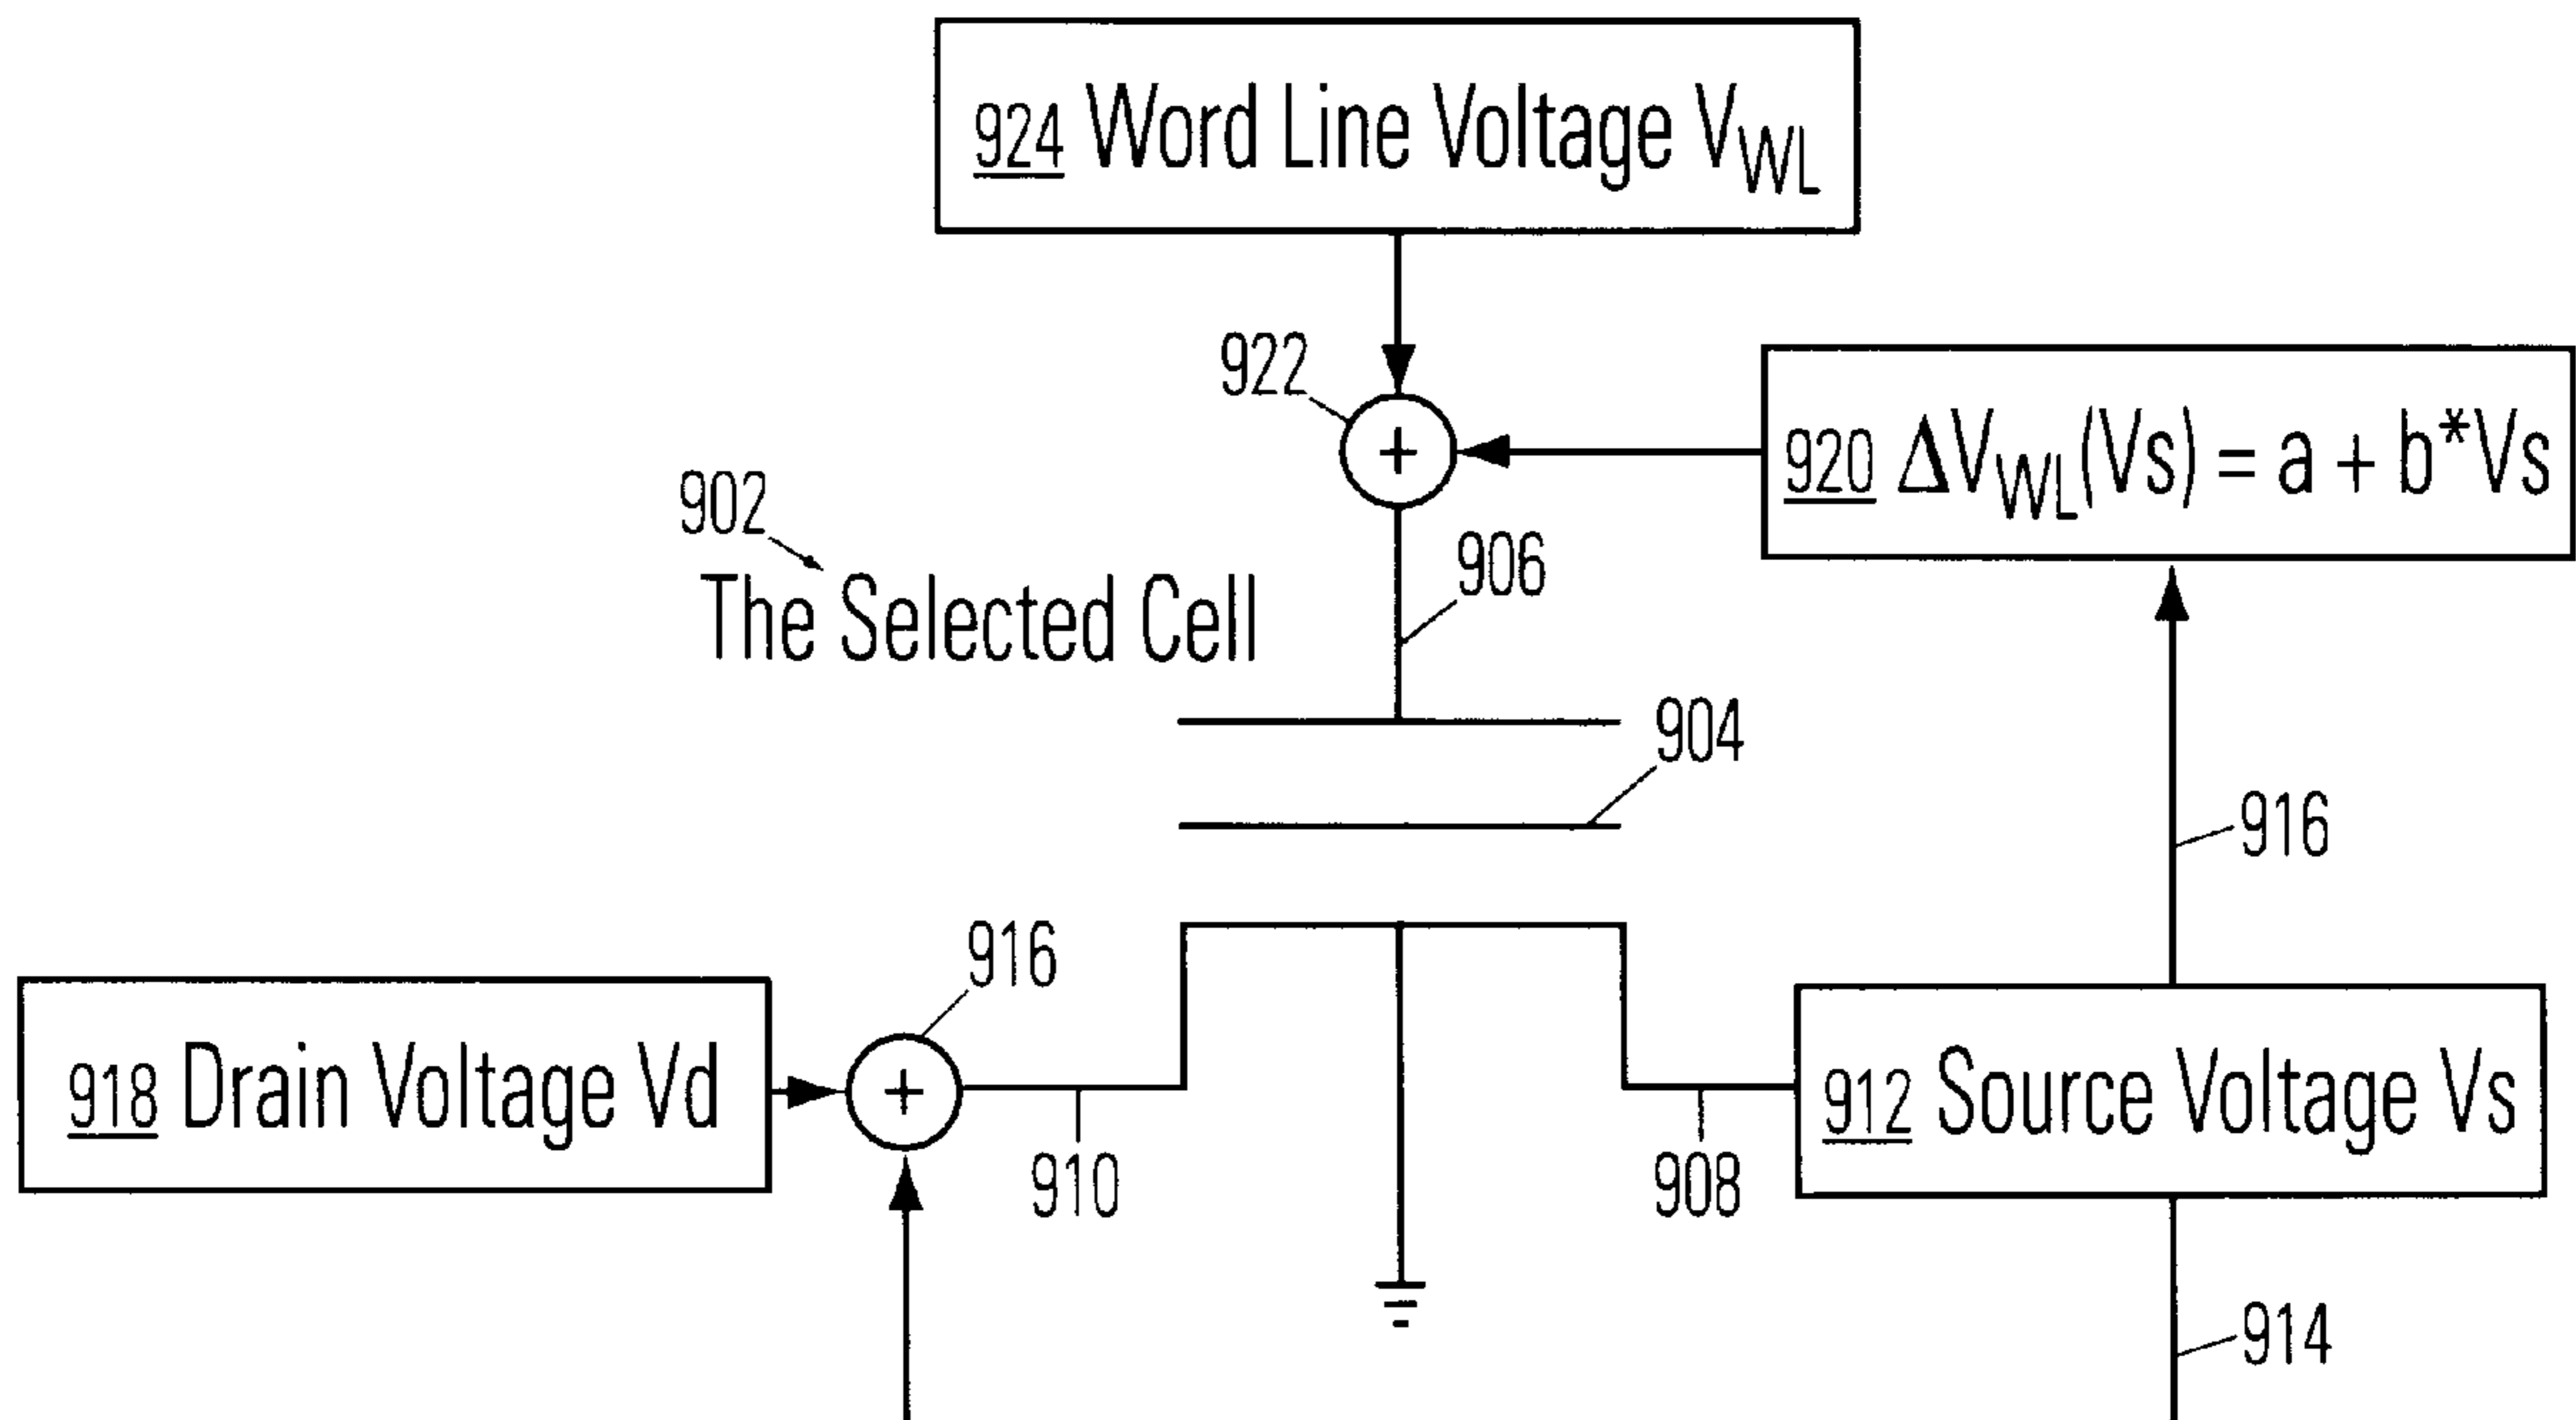 924 Word Line Voltage VWL
922
920 ΔVWL(Vs) = a + b*Vs
902
906
The Selected Cell
904
916
916
918 Drain Voltage Vd
912 Source Voltage Vs
910
908
914